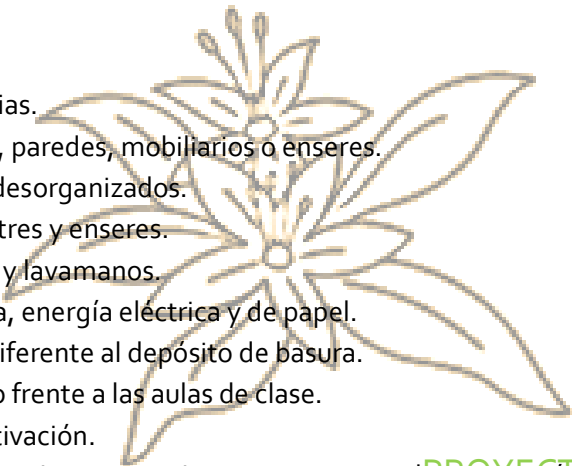 ias.
, paredes, mobiliarios o enseres.
desorganizados.
tres y enseres.
y lavamanos.
a, energía eléctrica y de papel.
iferente al depósito de basura.
o frente a las aulas de clase.
tivación.
PROYECT